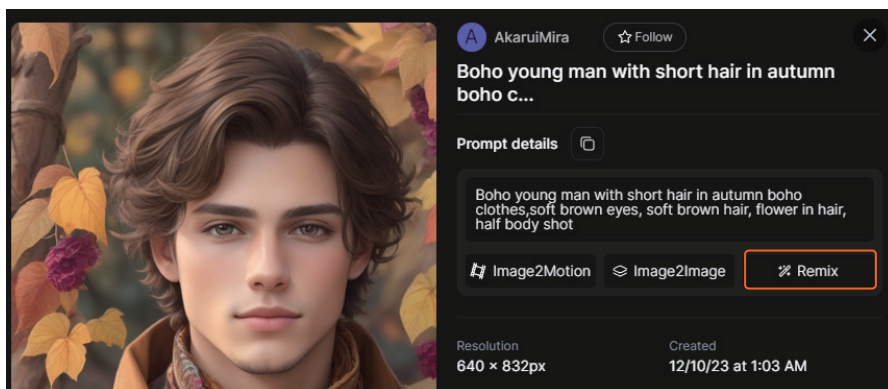 A AkaruiMira Follow
Boho young man with short hair in autumn
boho c...
Prompt details
Boho young man with short hair in autumn boho
clothes,soft brown eyes, soft brown hair, flower in hair,
half body shot
Image2Motion Image2Image Remix
Resolution Created
640 × 832px 12/10/23 at 1:03 AM